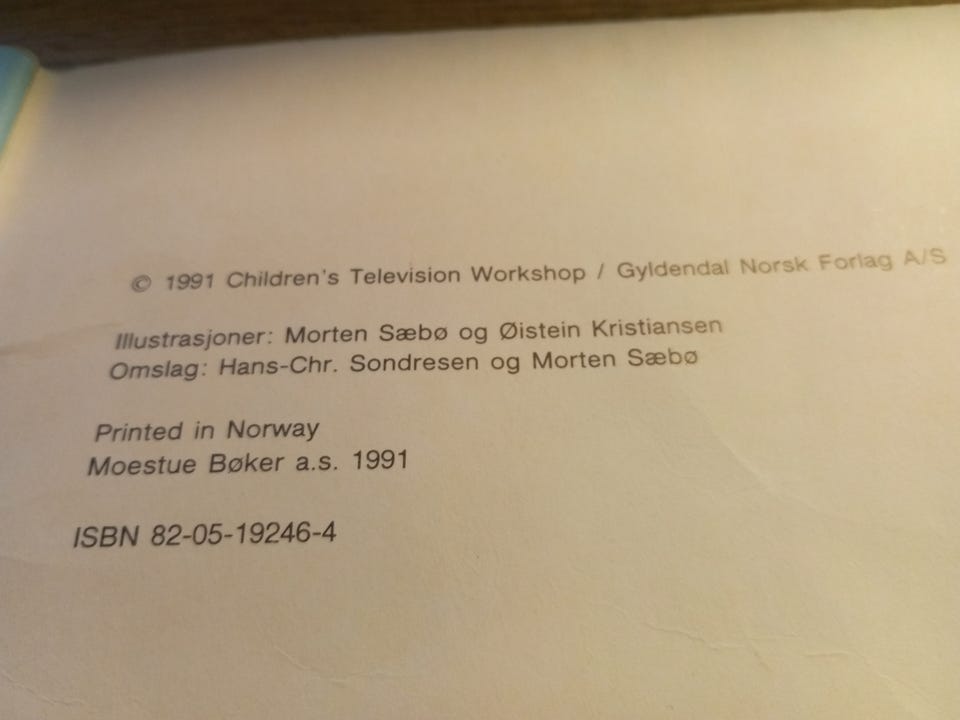 © 1991 Children's Television Workshop / Gyldendal Norsk Forlag A/S
Illustrasjoner: Morten Sæbø og Øistein Kristiansen
Omslag: Hans-Chr. Sondresen og Morten Sæbø
Printed in Norway
Moestue Bøker a.s. 1991
ISBN 82-05-19246-4